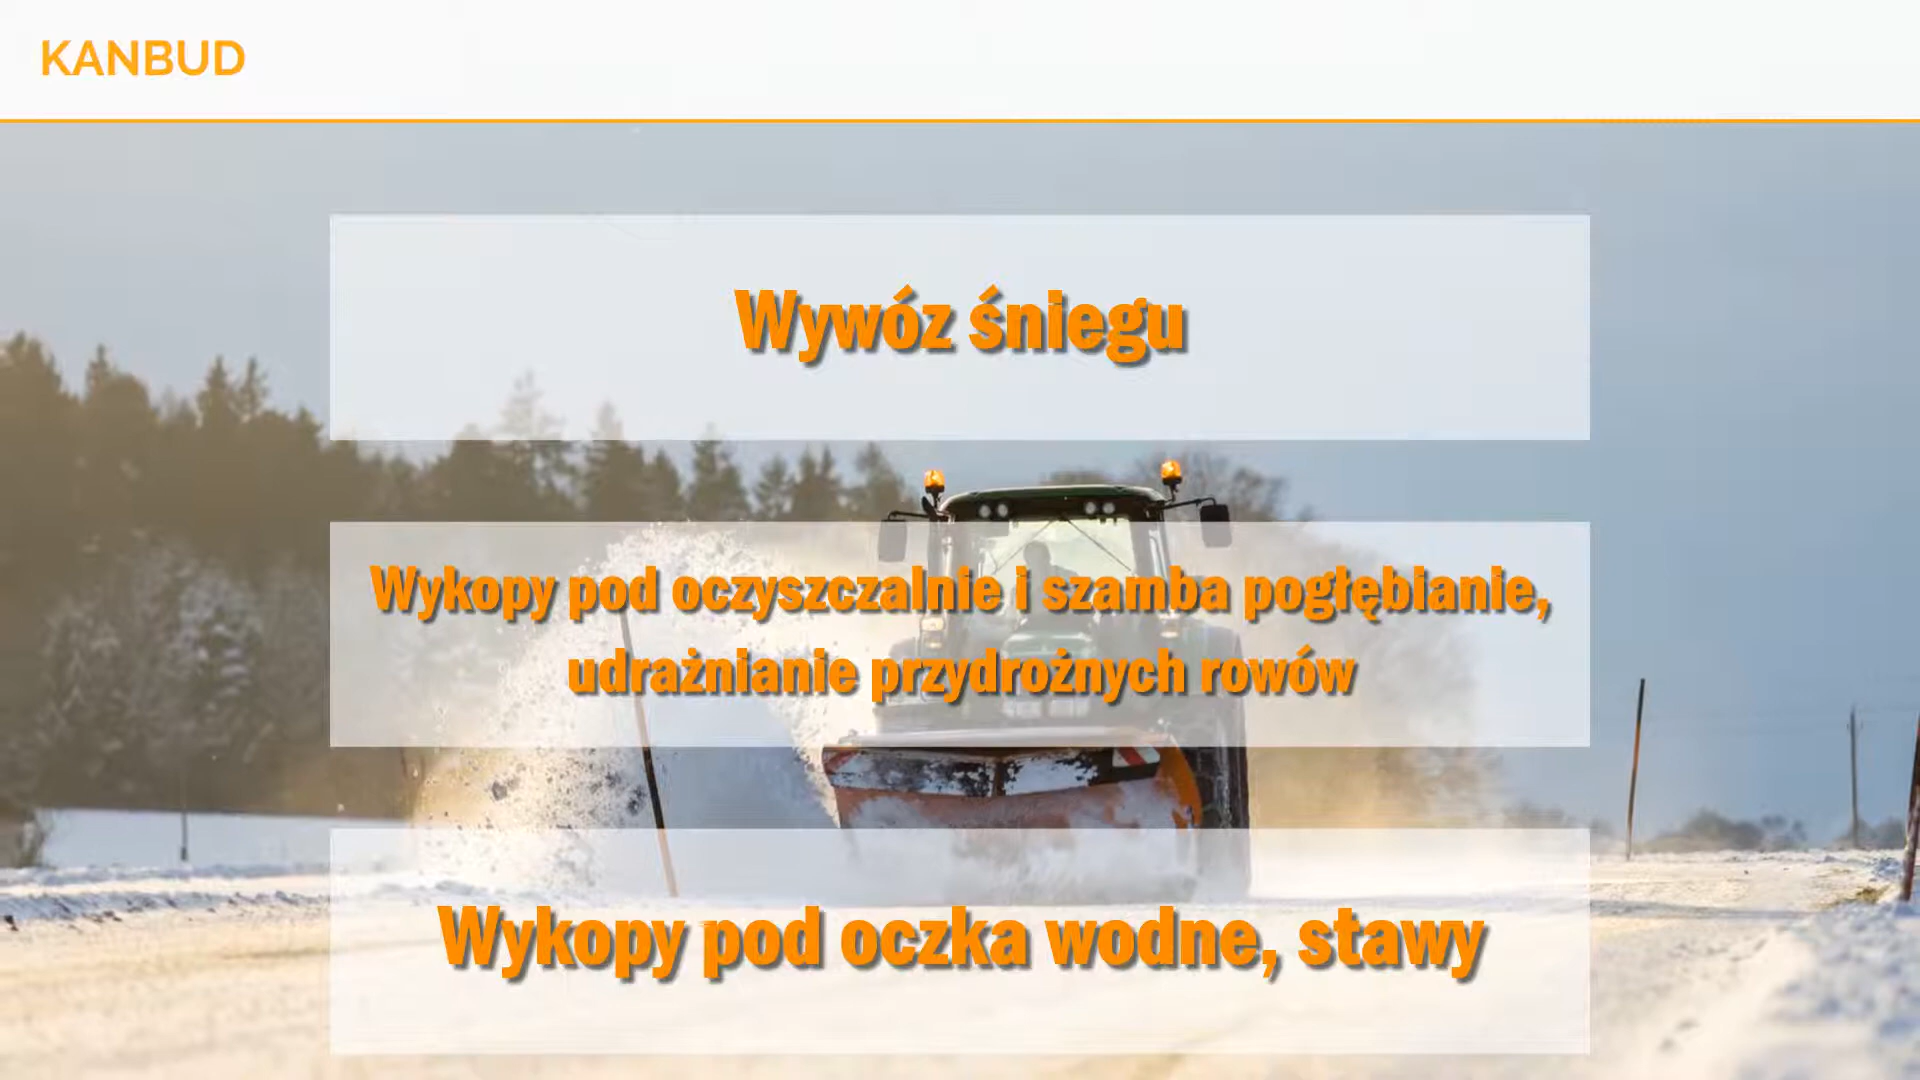 KANBUD
Wywóz śniegu
Wykopy pod oczyszczalnie i szamba pogłębianie,
udrażnianie przydrożnych rowów
Wykopy pod oczka wodne, stawy